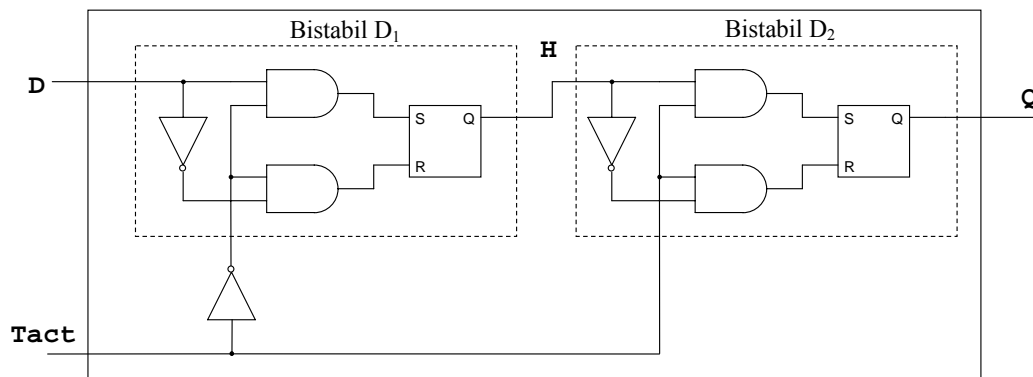 Bistabil D₁
Bistabil D₂
H
D
Q
S Q
R
S Q
R
Tact